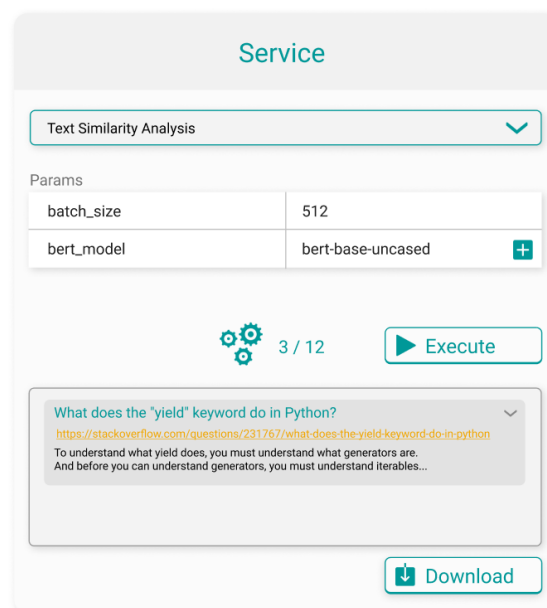 Service
Text Similarity Analysis
Params
batch_size 512
bert_model bert-base-uncased
3 / 12 Execute
What does the "yield" keyword do in Python?
https://stackoverflow.com/questions/231767/what-does-the-yield-keyword-do-in-python
To understand what yield does, you must understand what generators are.
And before you can understand generators, you must understand iterables...
Download